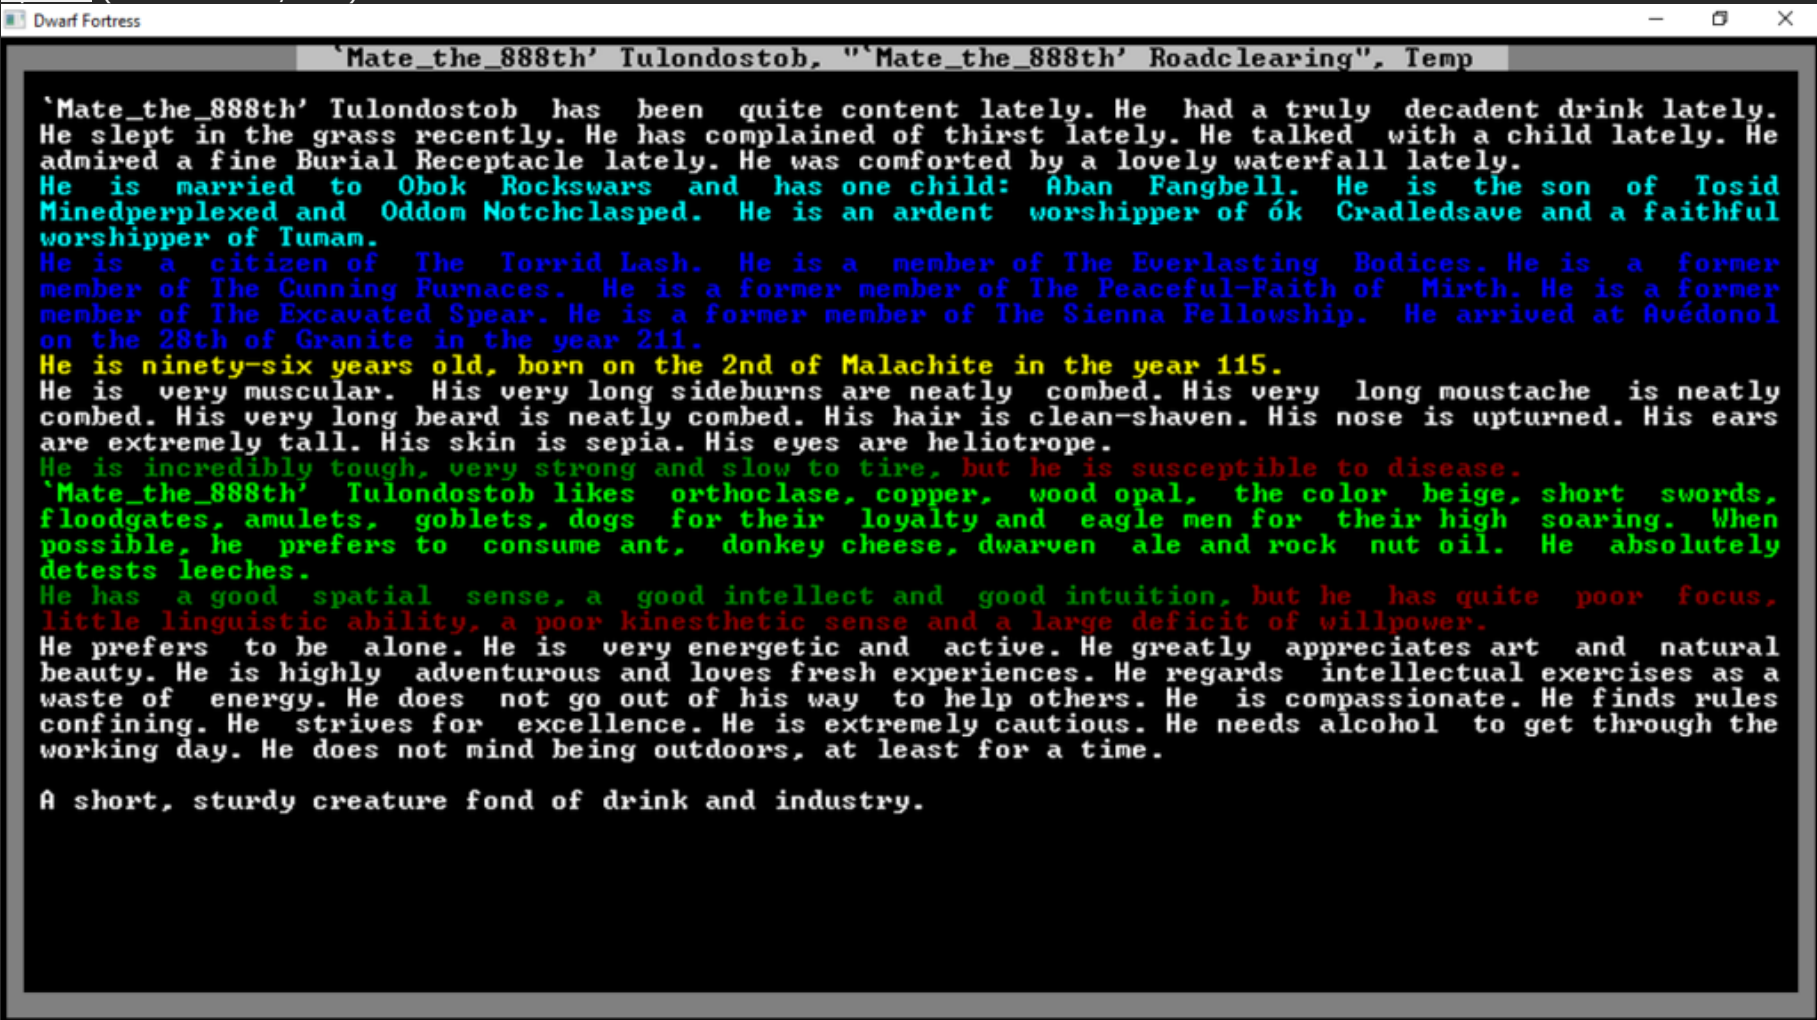 Dwarf Fortress
`Mate_the_888th' Tulondostob, "`Mate_the_888th' Roadclearing", Temp
`Mate_the_888th' Tulondostob has been quite content lately. He had a truly decadent drink lately.
He slept in the grass recently. He has complained of thirst lately. He talked with a child lately. He
admired a fine Burial Receptacle lately. He was comforted by a lovely waterfall lately.
He is married to Obok Rockswars and has one child: Aban Fangbell. He is the son of Tosid
Minedperplexed and Oddom Notchclasped. He is an ardent worshipper of ók Cradledsave and a faithful
worshipper of Tumam.
He is a citizen of The Torrid Lash. He is a member of The Everlasting Bodices. He is a former
member of The Cunning Furnaces. He is a former member of The Peaceful-Faith of Mirth. He is a former
member of The Excavated Spear. He is a former member of The Sienna Fellowship. He arrived at Avédonol
on the 28th of Granite in the year 211.
He is ninety-six years old, born on the 2nd of Malachite in the year 115.
He is very muscular. His very long sideburns are neatly combed. His very long moustache is neatly
combed. His very long beard is neatly combed. His hair is clean-shaven. His nose is upturned. His ears
are extremely tall. His skin is sepia. His eyes are heliotrope.
He is incredibly tough, very strong and slow to tire, but he is susceptible to disease.
`Mate_the_888th' Tulondostob likes orthoclase, copper, wood opal, the color beige, short swords,
floodgates, amulets, goblets, dogs for their loyalty and eagle men for their high soaring. When
possible, he prefers to consume ant, donkey cheese, dwarven ale and rock nut oil. He absolutely
detests leeches.
He has a good spatial sense, a good intellect and good intuition, but he has quite poor focus,
little linguistic ability, a poor kinesthetic sense and a large deficit of willpower.
He prefers to be alone. He is very energetic and active. He greatly appreciates art and natural
beauty. He is highly adventurous and loves fresh experiences. He regards intellectual exercises as a
waste of energy. He does not go out of his way to help others. He is compassionate. He finds rules
confining. He strives for excellence. He is extremely cautious. He needs alcohol to get through the
working day. He does not mind being outdoors, at least for a time.
A short, sturdy creature fond of drink and industry.